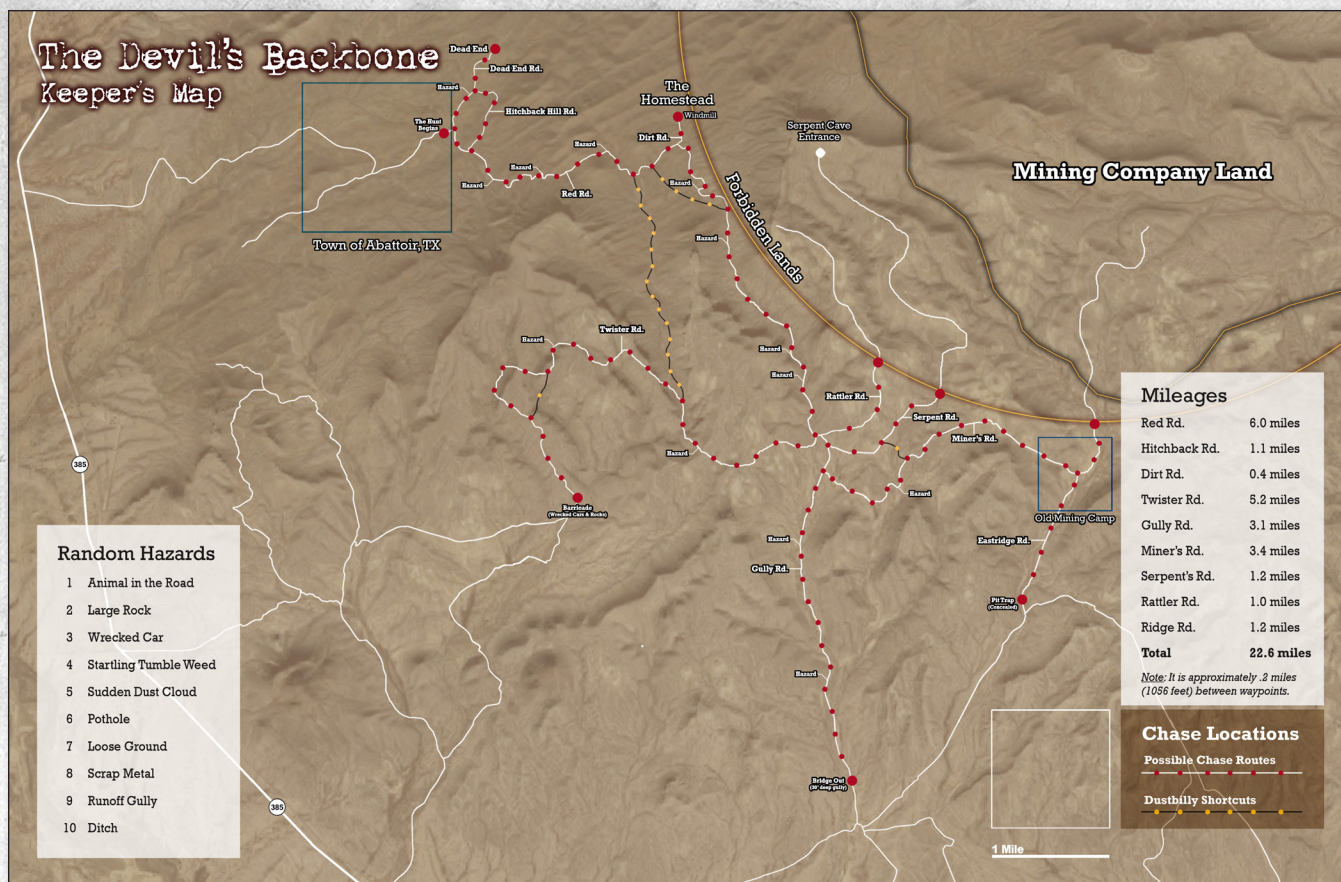 The Devil's Backbone
Keeper's Map
Dead End
Dead End Rd.
Hazard
Hitchback Hill Rd.
The Hunt
Begins
The
Homestead
Windmill
Dirt Rd.
Hazard
Hazard
Hazard
Red Rd.
Hazard
Serpent Cave
Entrance
Forbidden Lands
Mining Company Land
Town of Abattoir, TX
Hazard
Twister Rd.
Hazard
Hazard
Hazard
Rattler Rd.
Serpent Rd.
Miner's Rd.
Hazard
Hazard
Barricade
(Wrecked Cars & Rocks)
Old Mining Camp
Hazard
Gully Rd.
Eastridge Rd.
Pit Trap
(Concealed)
Hazard
Bridge Out
(30' deep gully)
385
385
Random Hazards
1 Animal in the Road
2 Large Rock
3 Wrecked Car
4 Startling Tumble Weed
5 Sudden Dust Cloud
6 Pothole
7 Loose Ground
8 Scrap Metal
9 Runoff Gully
10 Ditch
Mileages
Red Rd. 6.0 miles
Hitchback Rd. 1.1 miles
Dirt Rd. 0.4 miles
Twister Rd. 5.2 miles
Gully Rd. 3.1 miles
Miner's Rd. 3.4 miles
Serpent's Rd. 1.2 miles
Rattler Rd. 1.0 miles
Ridge Rd. 1.2 miles
Total 22.6 miles
Note: It is approximately .2 miles
(1056 feet) between waypoints.
Chase Locations
Possible Chase Routes
Dustbilly Shortcuts
1 Mile